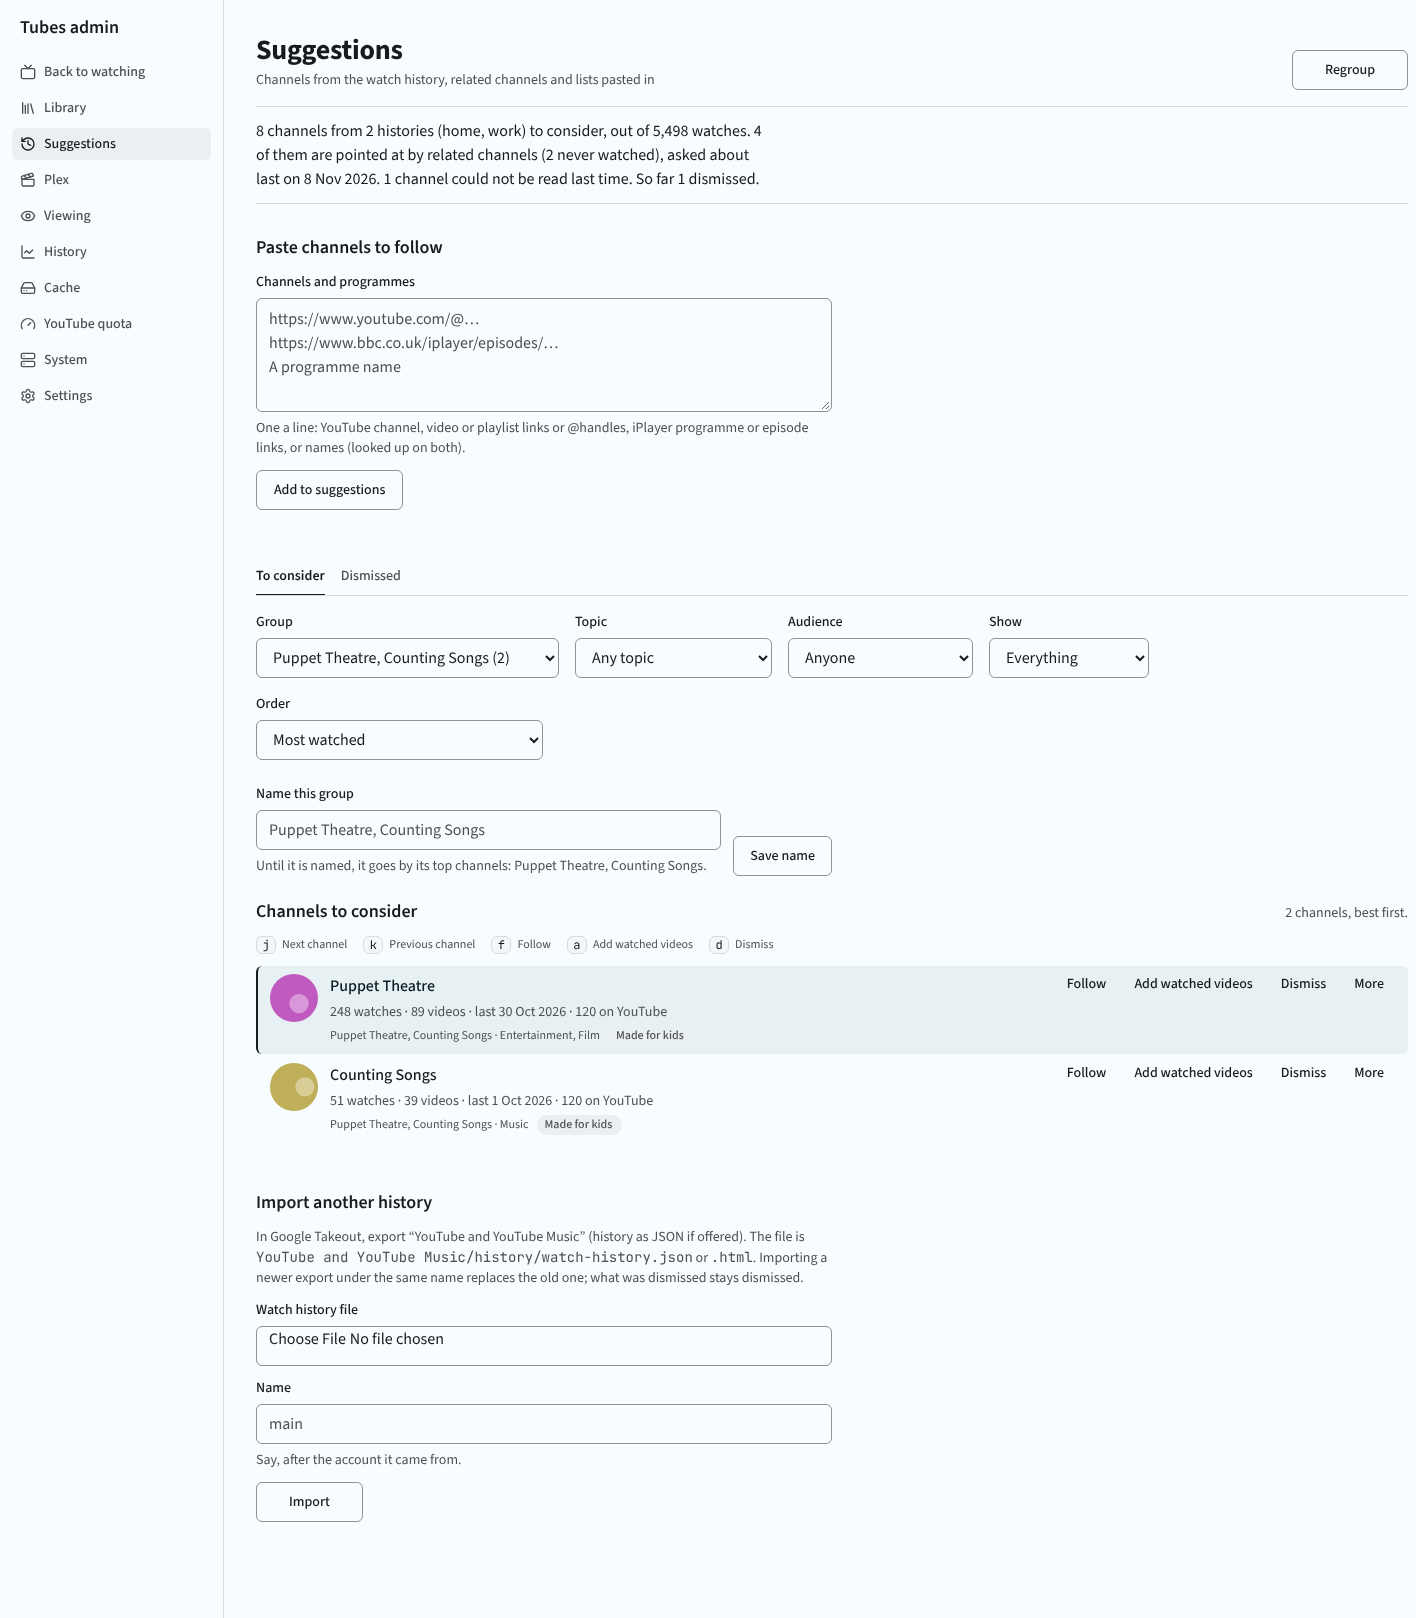 Tubes admin
Back to watching
Library
Suggestions
Plex
Viewing
History
Cache
YouTube quota
System
Settings
Suggestions
Channels from the watch history, related channels and lists pasted in
Regroup
8 channels from 2 histories (home, work) to consider, out of 5,498 watches. 4
of them are pointed at by related channels (2 never watched), asked about
last on 8 Nov 2026. 1 channel could not be read last time. So far 1 dismissed.
Paste channels to follow
Channels and programmes
https://www.youtube.com/@…
https://www.bbc.co.uk/iplayer/episodes/…
A programme name
One a line: YouTube channel, video or playlist links or @handles, iPlayer programme or episode
links, or names (looked up on both).
Add to suggestions
To consider Dismissed
Group Topic Audience Show
Puppet Theatre, Counting Songs (2) Any topic Anyone Everything
Order
Most watched
Name this group
Puppet Theatre, Counting Songs
Until it is named, it goes by its top channels: Puppet Theatre, Counting Songs.
Save name
Channels to consider
2 channels, best first.
j Next channel k Previous channel f Follow a Add watched videos d Dismiss
Puppet Theatre
Follow Add watched videos Dismiss More
248 watches · 89 videos · last 30 Oct 2026 · 120 on YouTube
Puppet Theatre, Counting Songs · Entertainment, Film Made for kids
Counting Songs
Follow Add watched videos Dismiss More
51 watches · 39 videos · last 1 Oct 2026 · 120 on YouTube
Puppet Theatre, Counting Songs · Music Made for kids
Import another history
In Google Takeout, export “YouTube and YouTube Music” (history as JSON if offered). The file is
YouTube and YouTube Music/history/watch-history.json or .html. Importing a
newer export under the same name replaces the old one; what was dismissed stays dismissed.
Watch history file
Choose File No file chosen
Name
main
Say, after the account it came from.
Import